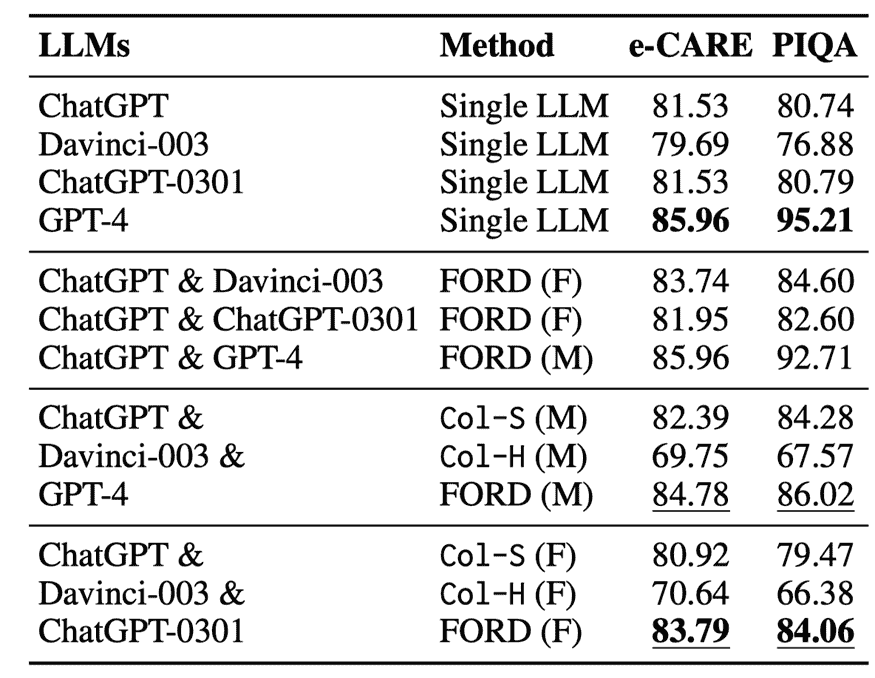 LLMs Method e-CARE PIQA
ChatGPT Single LLM 81.53 80.74
Davinci-003 Single LLM 79.69 76.88
ChatGPT-0301 Single LLM 81.53 80.79
GPT-4 Single LLM 85.96 95.21
ChatGPT & Davinci-003 FORD (F) 83.74 84.60
ChatGPT & ChatGPT-0301 FORD (F) 81.95 82.60
ChatGPT & GPT-4 FORD (M) 85.96 92.71
ChatGPT & Col-S (M) 82.39 84.28
Davinci-003 & Col-H (M) 69.75 67.57
GPT-4 FORD (M) 84.78 86.02
ChatGPT & Col-S (F) 80.92 79.47
Davinci-003 & Col-H (F) 70.64 66.38
ChatGPT-0301 FORD (F) 83.79 84.06